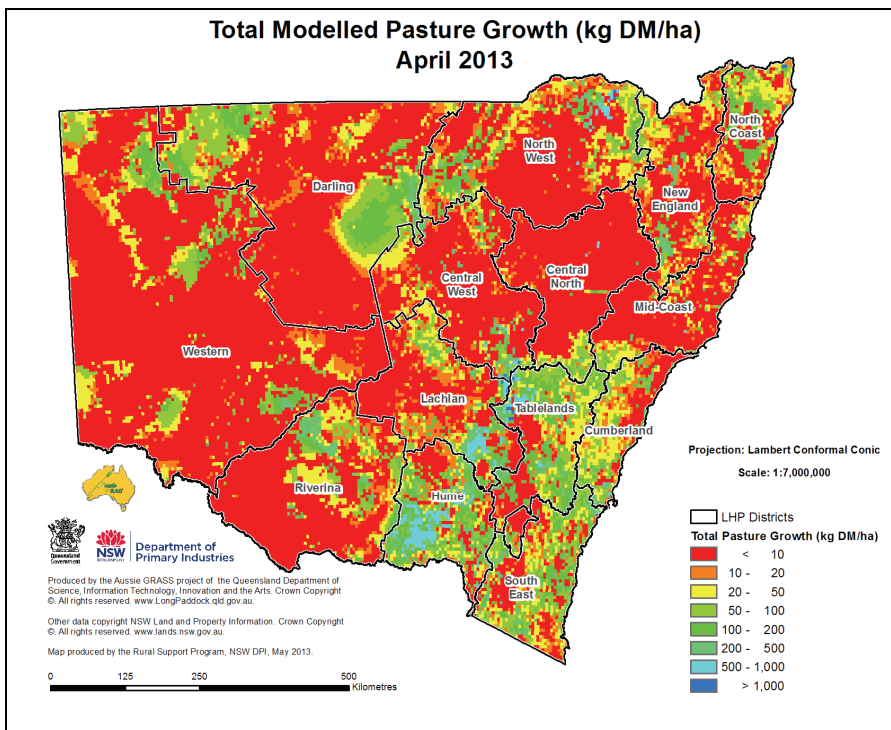 Total Modelled Pasture Growth (kg DM/ha)
April 2013
North
Coast
North
West
Darling
New
England
Central
West
Central
North
Mid-Coast
Western
Lachlan
Tablelands
Cumberland
Riverina
Hume
South
East
Projection: Lambert Conformal Conic
Scale: 1:7,000,000
LHP Districts
Total Pasture Growth (kg DM/ha)
< 10
10 - 20
20 - 50
50 - 100
100 - 200
200 - 500
500 - 1,000
> 1,000
Queensland
Government
NSW
GOVERNMENT
Department of
Primary Industries
Produced by the Aussie GRASS project of the Queensland Department of
Science, Information Technology, Innovation and the Arts. Crown Copyright
©. All rights reserved. www.LongPaddock.qld.gov.au.
Other data copyright NSW Land and Property Information. Crown Copyright
©. All rights reserved. www.lands.nsw.gov.au.
Map produced by the Rural Support Program, NSW DPI, May 2013.
0 125 250 500
Kilometres